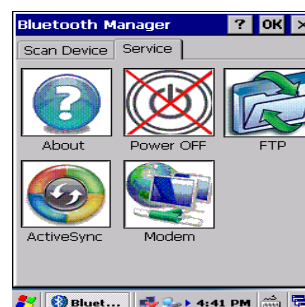 Bluetooth Manager ? OK ×
Scan Device Service
About Power OFF FTP
ActiveSync Modem
Bluet... 4:41 PM